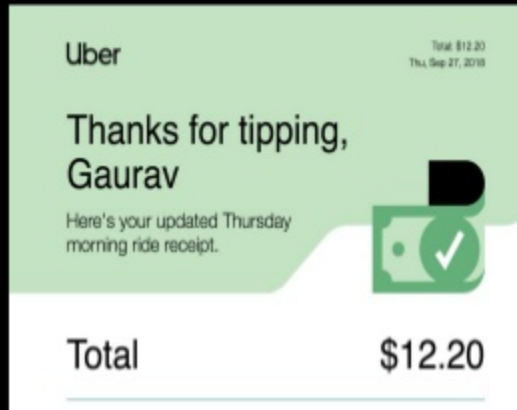 Uber
Total: $12.20
Thu, Sep 27, 2018
Thanks for tipping,
Gaurav
Here's your updated Thursday
morning ride receipt.
Total $12.20